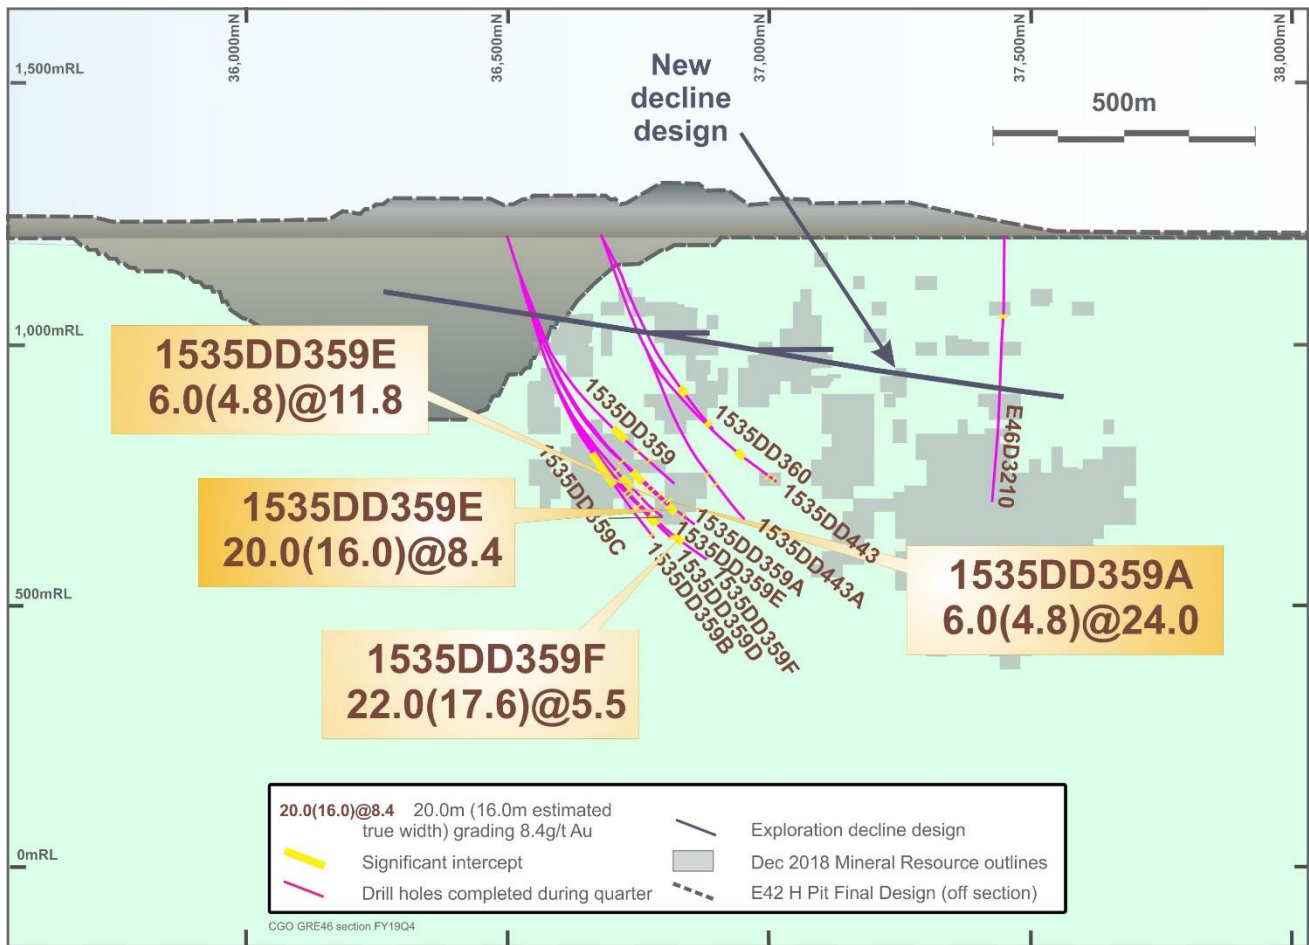 36,000mN
36,500mN
37,000mN
37,500mN
38,000mN
1,500mRL
New
decline
design
500m
1,000mRL
1535DD359E
6.0(4.8)@11.8
1535DD359
1535DD360
E46D3210
1535DD359C
1535DD443
1535DD359E
20.0(16.0)@8.4
1535DD359A
1535DD443A
1535DD359E
1535DD359F
1535DD359D
1535DD359B
1535DD359A
6.0(4.8)@24.0
500mRL
1535DD359F
22.0(17.6)@5.5
20.0(16.0)@8.4 20.0m (16.0m estimated
true width) grading 8.4g/t Au
Significant intercept
Drill holes completed during quarter
Exploration decline design
Dec 2018 Mineral Resource outlines
E42 H Pit Final Design (off section)
0mRL
CGO GRE46 section FY19Q4